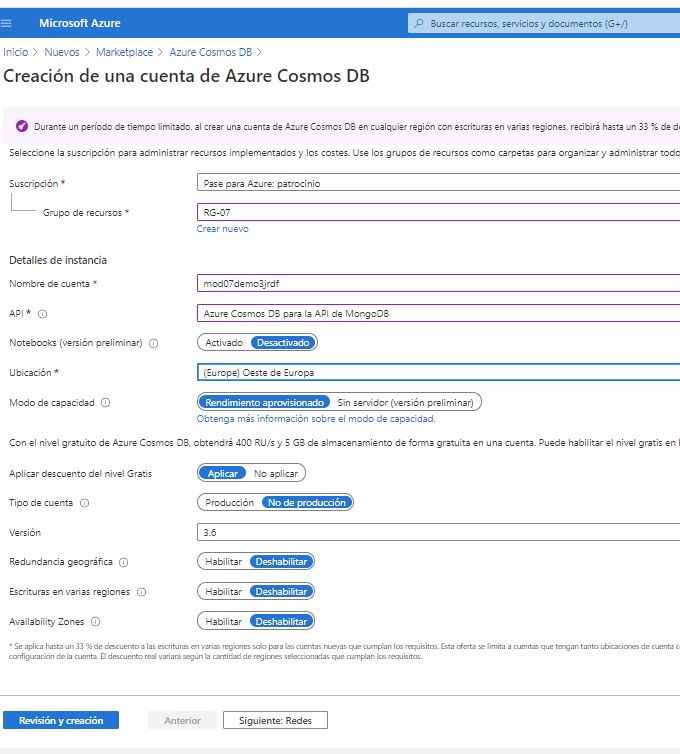 Microsoft Azure
Buscar recursos, servicios y documentos (G+/)
Inicio > Nuevos > Marketplace > Azure Cosmos DB >
Creación de una cuenta de Azure Cosmos DB
Durante un período de tiempo limitado, al crear una cuenta de Azure Cosmos DB en cualquier región con escrituras en varias regiones, recibirá hasta un 33 % de de
Seleccione la suscripción para administrar recursos implementados y los costes. Use los grupos de recursos como carpetas para organizar y administrar todo
Suscripción *
Pase para Azure: patrocinio
Grupo de recursos *
RG-07
Crear nuevo
Detalles de instancia
Nombre de cuenta *
mod07demo3jrdf
API *
Azure Cosmos DB para la API de MongoDB
Notebooks (versión preliminar)
Activado Desactivado
Ubicación *
(Europe) Oeste de Europa
Modo de capacidad
Rendimiento aprovisionado Sin servidor (versión preliminar)
Obtenga más información sobre el modo de capacidad.
Con el nivel gratuito de Azure Cosmos DB, obtendrá 400 RU/s y 5 GB de almacenamiento de forma gratuita en una cuenta. Puede habilitar el nivel gratis en
Aplicar descuento del nivel Gratis
Aplicar No aplicar
Tipo de cuenta
Producción No de producción
Versión
3.6
Redundancia geográfica
Habilitar Deshabilitar
Escrituras en varias regiones
Habilitar Deshabilitar
Availability Zones
Habilitar Deshabilitar
* Se aplica hasta un 33 % de descuento a las escrituras en varias regiones solo para las cuentas nuevas que cumplan los requisitos. Esta oferta se limita a cuentas que tengan tanto ubicaciones de cuenta c
configuración de la cuenta. El descuento real variará según la cantidad de regiones seleccionadas que cumplan los requisitos.
Revisión y creación
Anterior
Siguiente: Redes